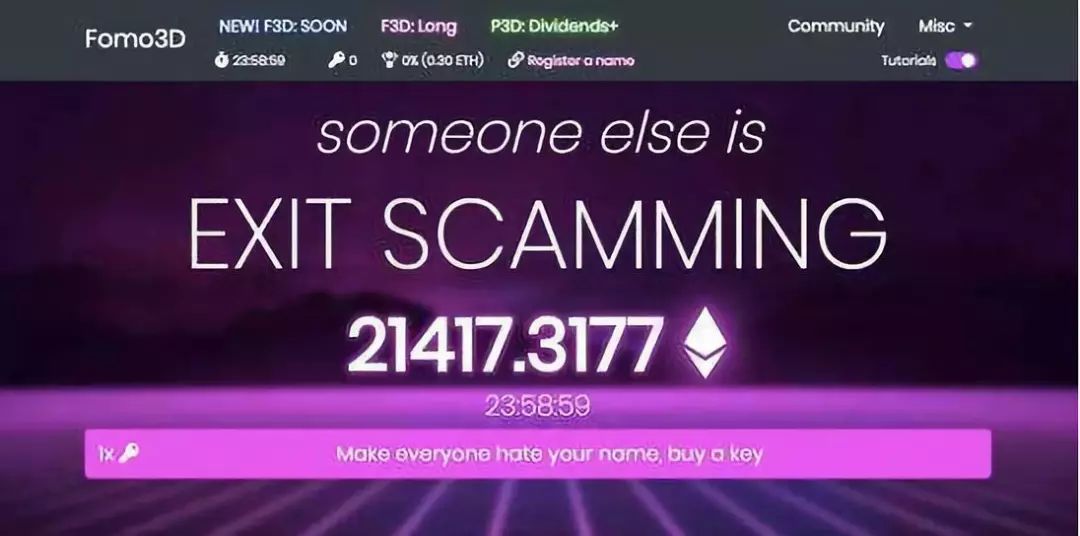 Fomo3D NEW! F3D: SOON F3D: Long P3D: Dividends+ Community Misc
23:58:59 0 0% (0.30 ETH) Register a name Tutorials
someone else is
EXIT SCAMMING
21417.3177
23:58:59
1x Make everyone hate your name, buy a key